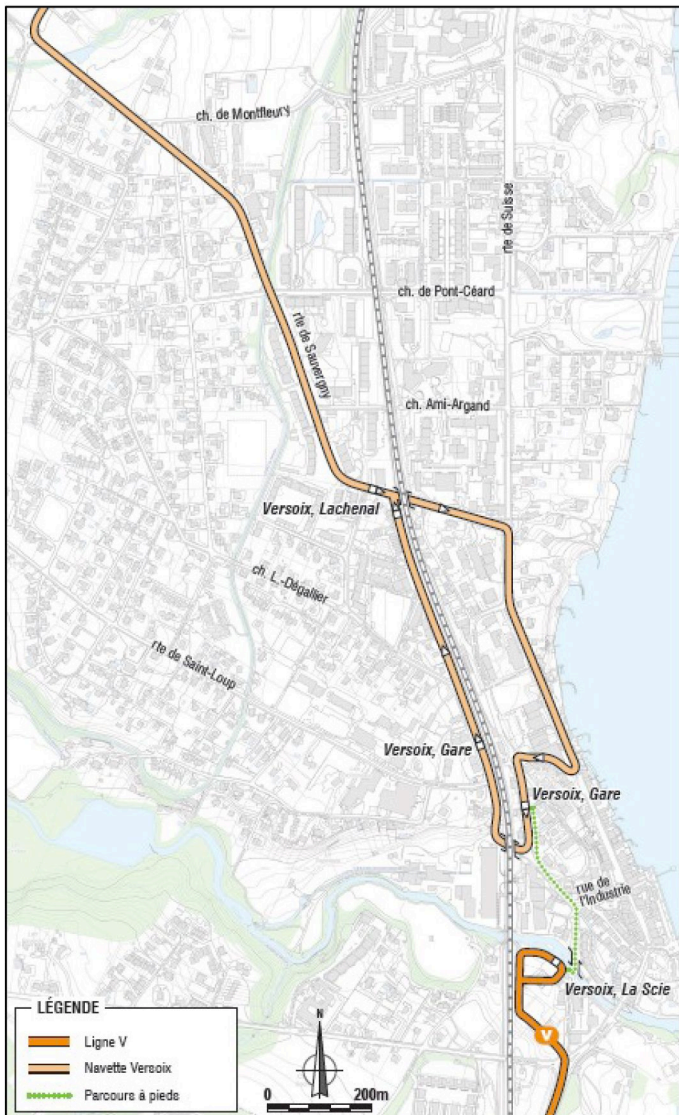 ch. de Montfleury
rte de Suisse
ch. de Pont-Céard
rte de Sauvergny
ch. Ami-Argand
Versoix, Lachenal
ch. L.-Dégallier
rte de Saint-Loup
Versoix, Gare
Versoix, Gare
rue de
l'Industrie
Versoix, La Scie
V
LÉGENDE
Ligne V
Navette Versoix
Parcours à pieds
N
0 200m